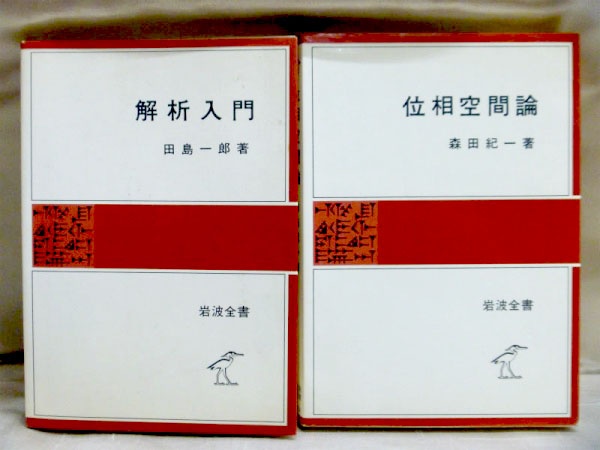 解析入門
田島一郎著
岩波全書
位相空間論
森田紀一著
岩波全書